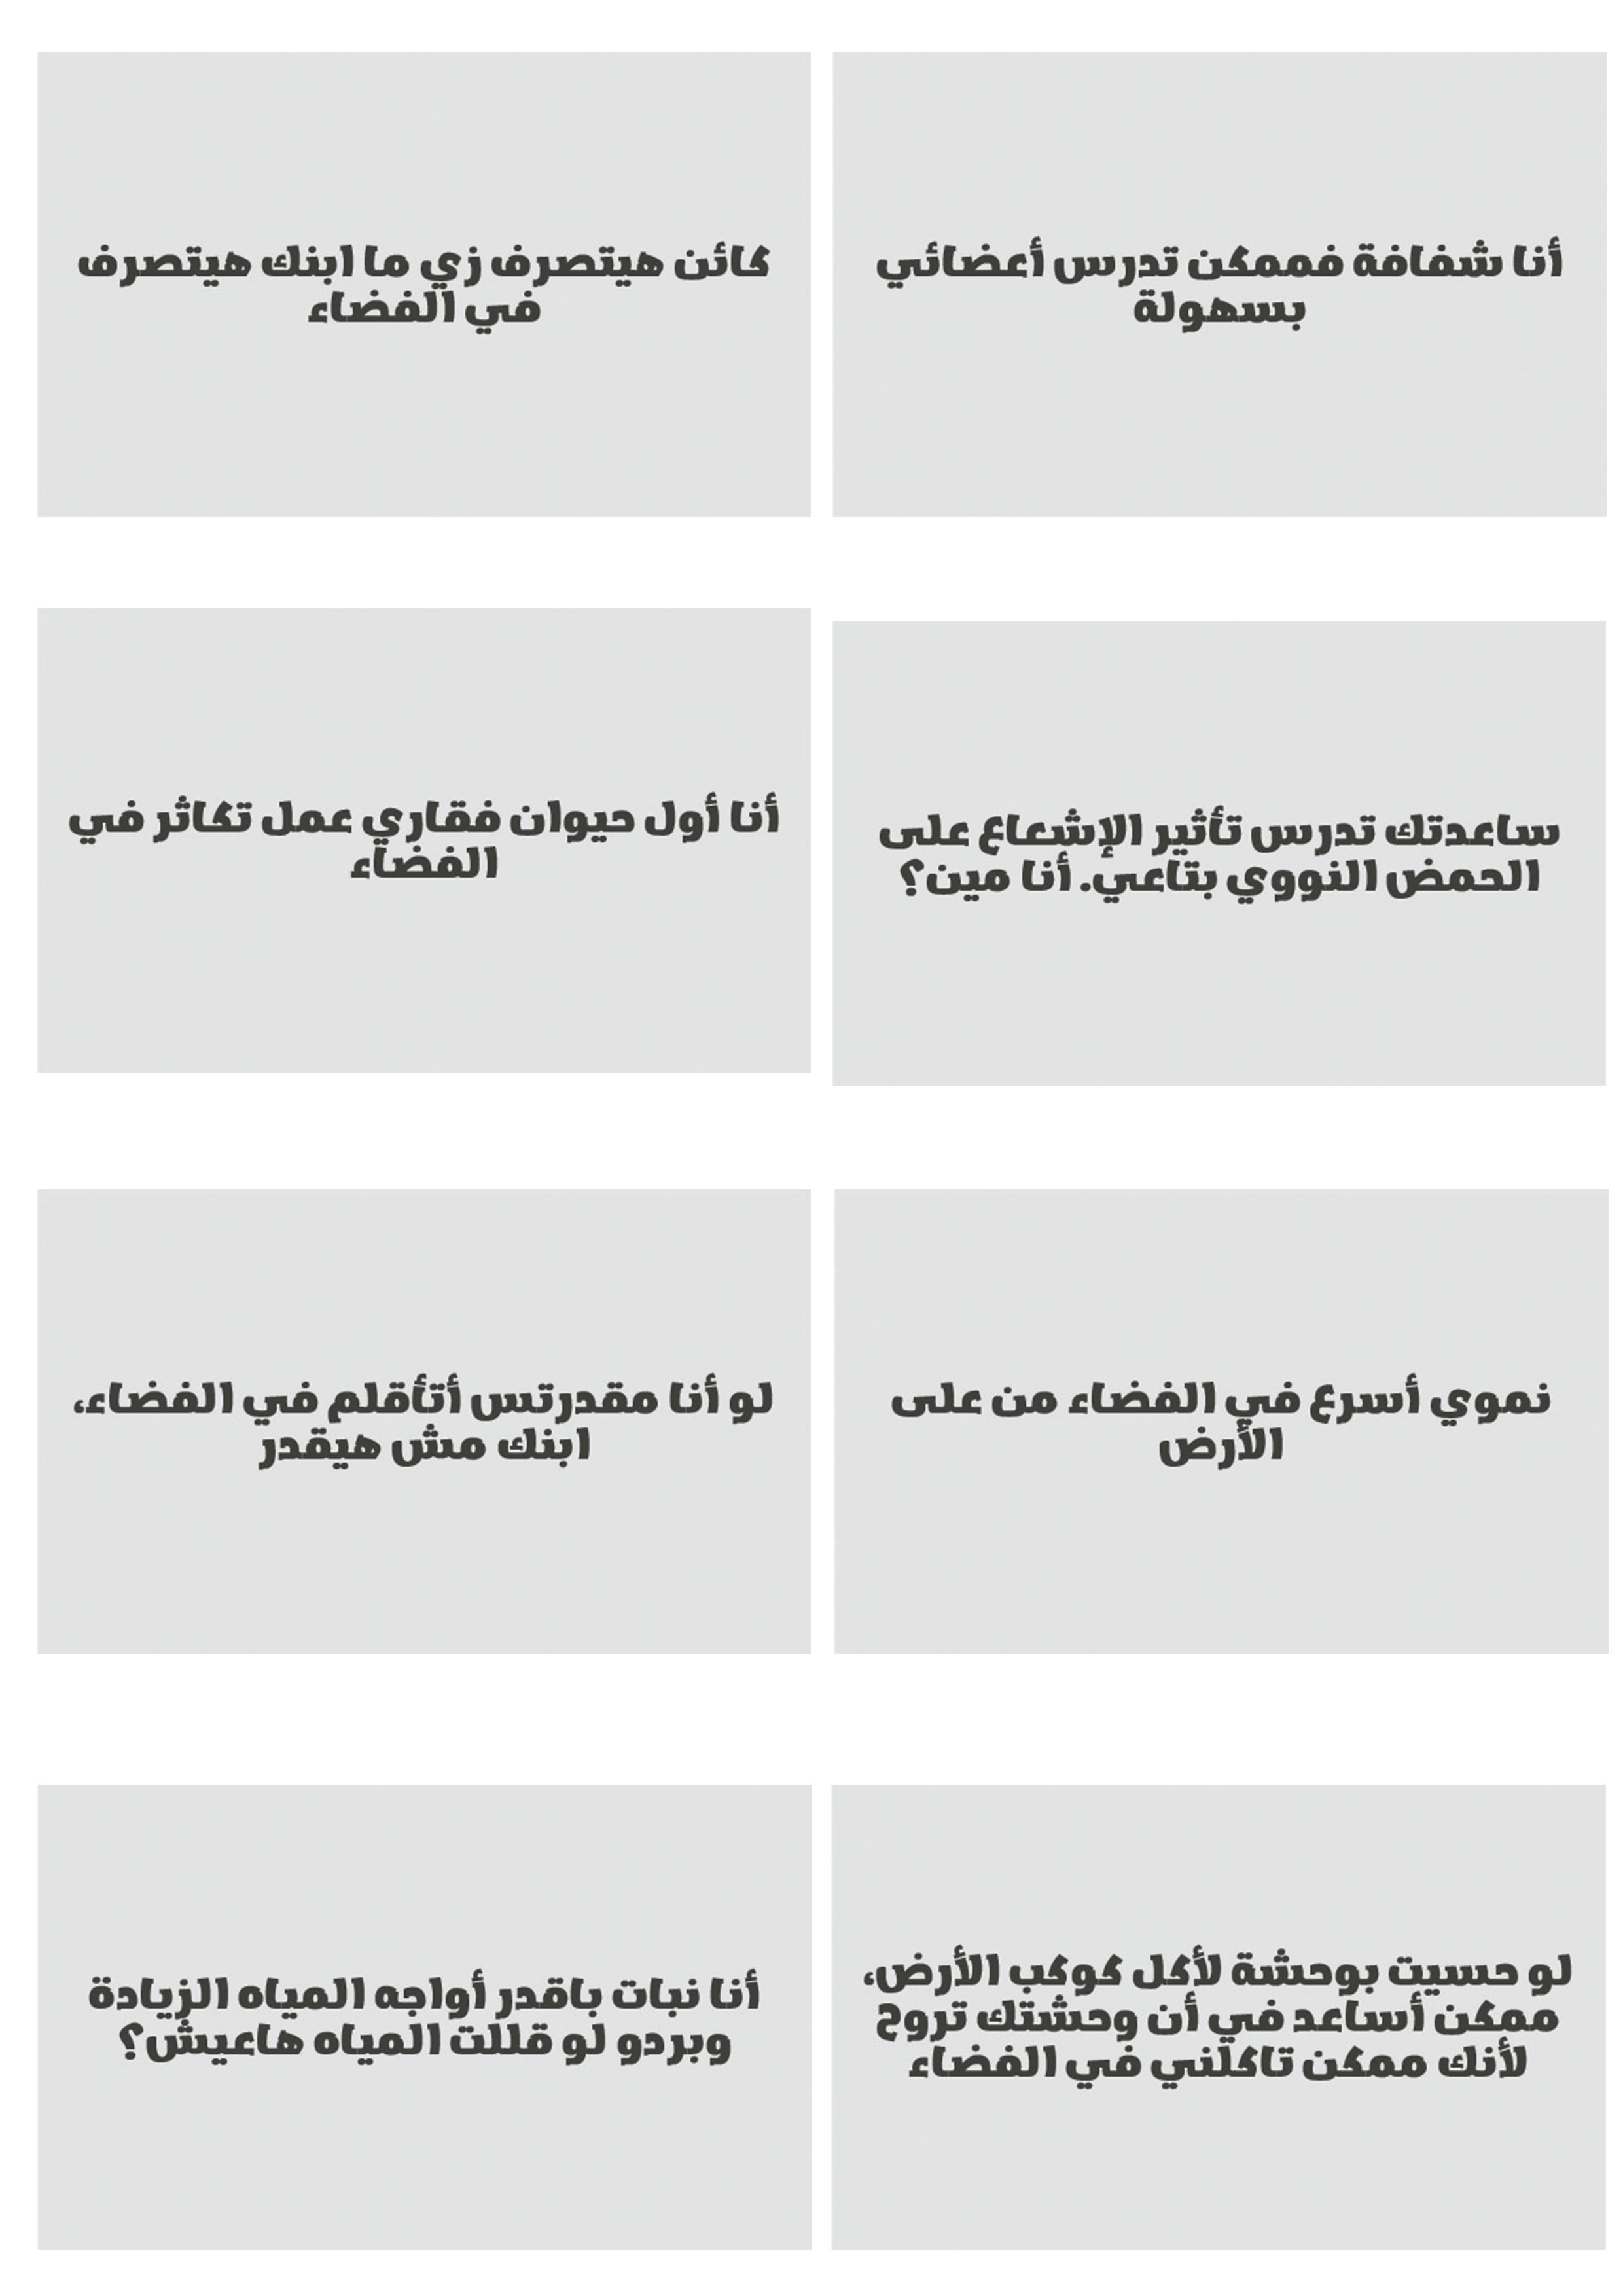 أنا شفافة فممكن تدرس أعضائي
بسهولة
كائن هيتصرف زي ما ابنك هيتصرف
في الفضاء
ساعدتك تدرس تأثير الإشعاع على
الحمض النووي بتاعي. أنا مين؟
أنا أول حيوان فقاري عمل تكاثر في
الفضاء
نموي أسرع في الفضاء من على
الأرض
لو أنا مقدرتس أتأقلم في الفضاء،
ابنك مش هيقدر
لو حسيت بوحشة لأكل كوكب الأرض،
ممكن أساعد في أن وحشتك تروح
لأنك ممكن تاكلني في الفضاء
أنا نبات باقدر أواجه المياه الزيادة
وبردو لو قللت المياه هاعيش؟